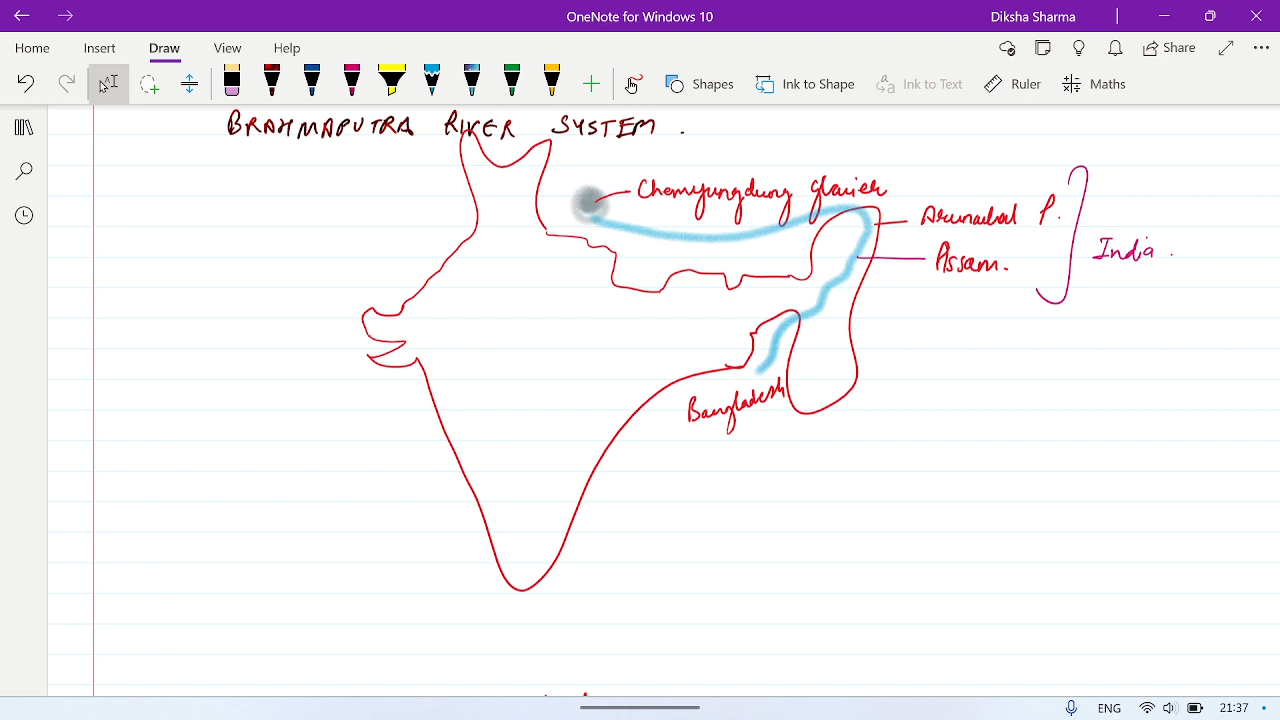 OneNote for Windows 10
Diksha Sharma
Home Insert Draw View Help
Share
Shapes Ink to Shape Ink to Text Ruler Maths
BRAHMAPUTRA RIVER SYSTEM .
Chemyungdung glacier
Arunachal P.
Assam.
India .
Bangladesh
ENG 21:37